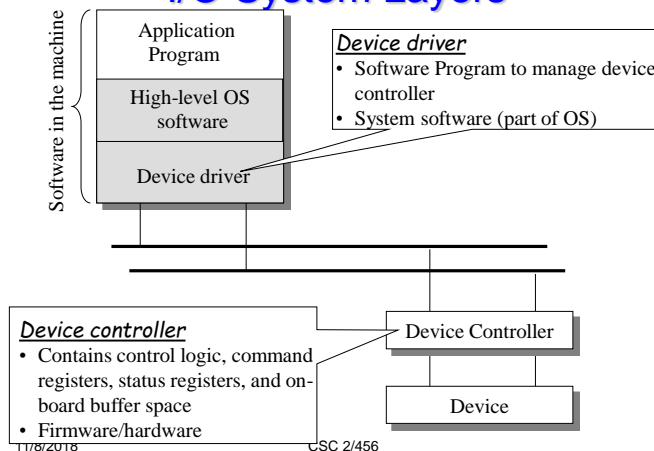 I/O System Layers
Software in the machine
Application
Program
High-level OS
software
Device driver
Device driver
• Software Program to manage device
controller
• System software (part of OS)
Device controller
• Contains control logic, command
registers, status registers, and on-
board buffer space
• Firmware/hardware
Device Controller
Device
11/8/2018
CSC 2/456